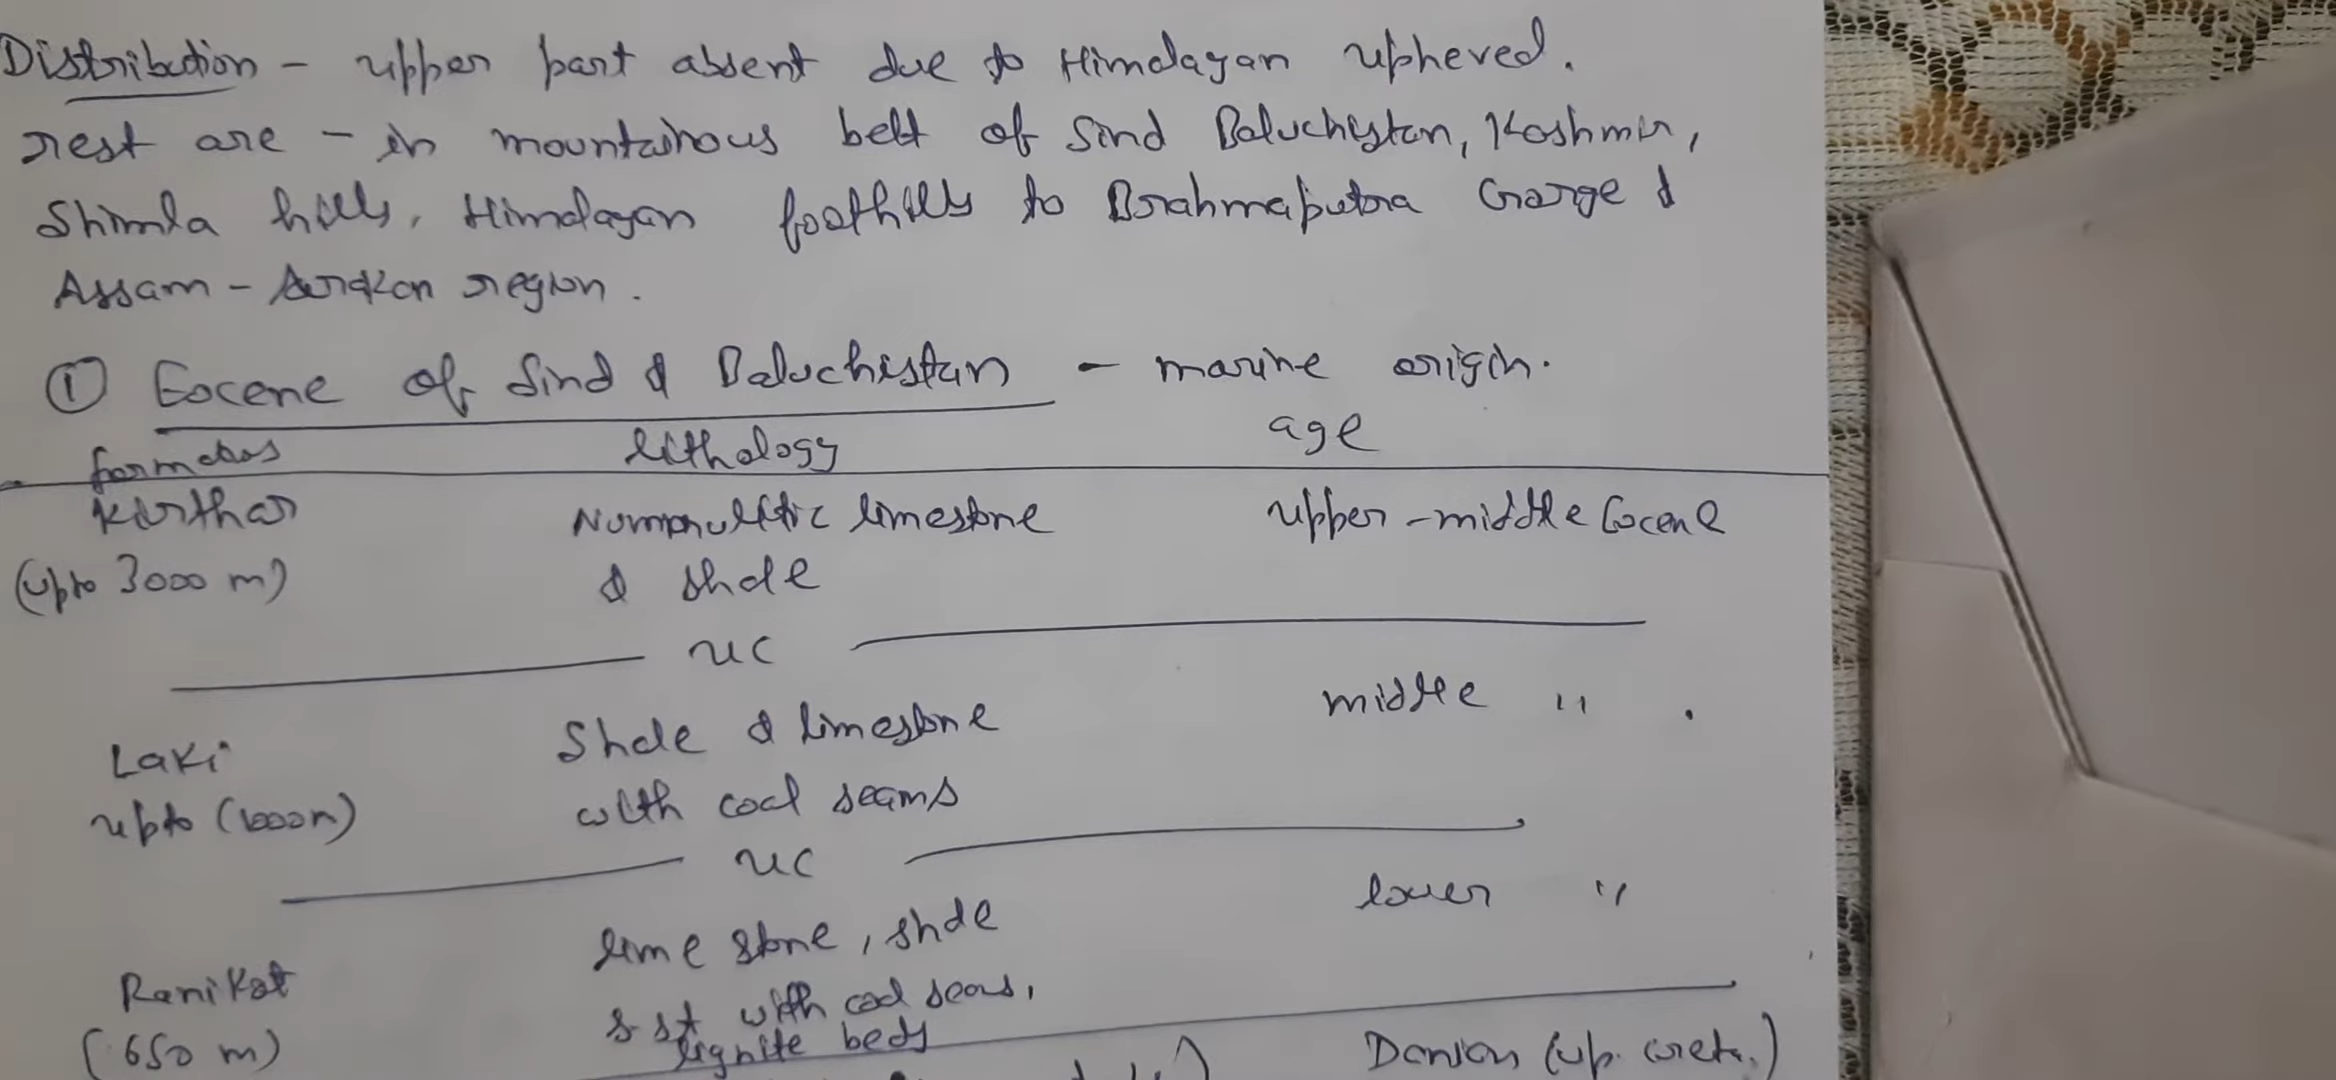 Distribution - upper part absent due to Himalayan upheved.
rest are - in mountainous belt of Sind Baluchistan, Kashmir,
Shimla hills, Himalayan foothills to Brahmaputra Gorge &
Assam - Arakan region.
① Eocene of Sind & Baluchistan - marine origin.
lithology age
Kirthar Nummulitic limestone upper - middle Eocene
(upto 3000 m) & shale
uc
Laki Shale & limestone middle " .
upto (1000m) with coal seams
uc
Ranikot lime stone, shale lower "
(650 m) s.st with coal seams,
lignite beds
Danian (up. cret.)